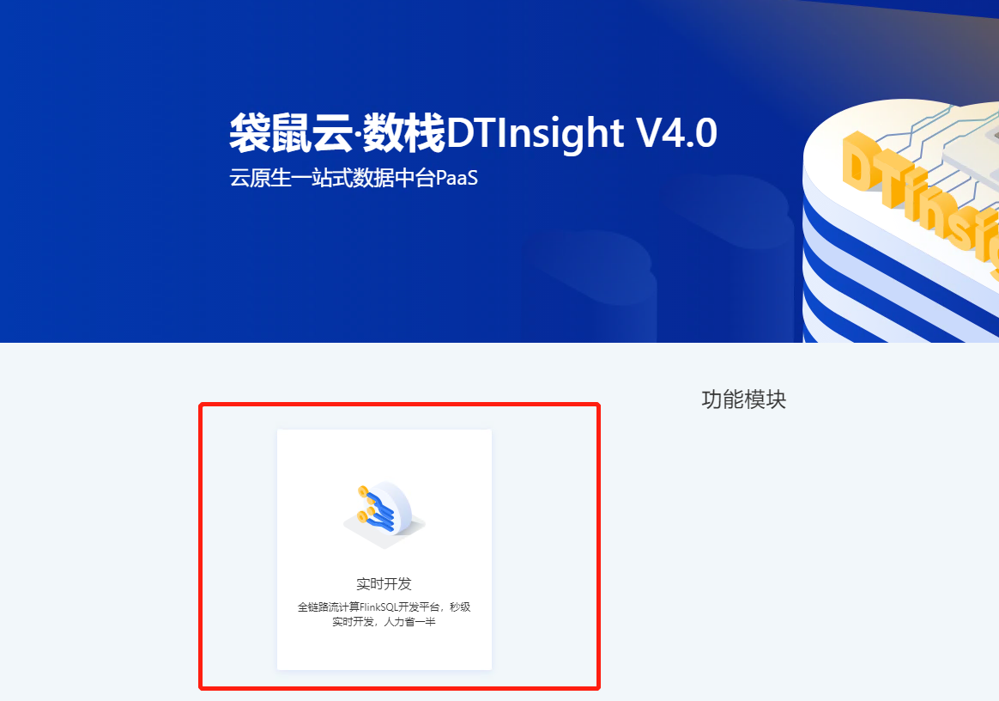 袋鼠云·数栈DTInsight V4.0
云原生一站式数据中台PaaS
DTinsig
功能模块
实时开发
全链路流计算FlinkSQL开发平台，秒级
实时开发，人力省一半